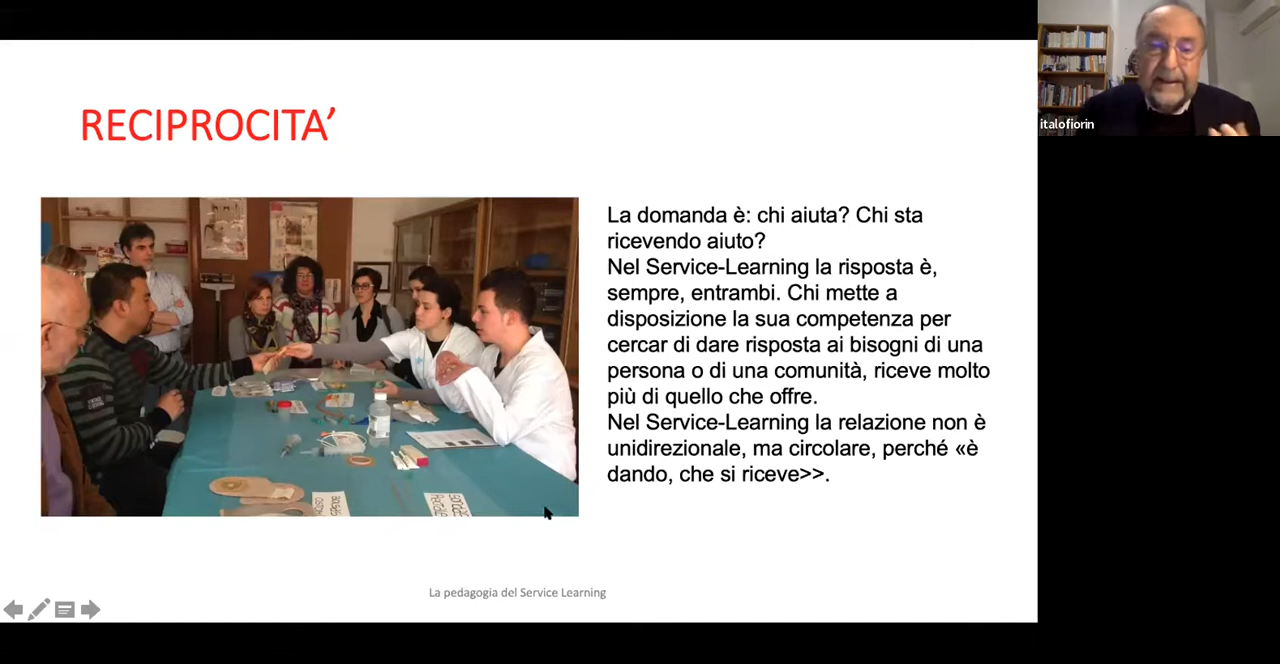 RECIPROCITA’
La domanda è: chi aiuta? Chi sta
ricevendo aiuto?
Nel Service-Learning la risposta è,
sempre, entrambi. Chi mette a
disposizione la sua competenza per
cercar di dare risposta ai bisogni di una
persona o di una comunità, riceve molto
più di quello che offre.
Nel Service-Learning la relazione non è
unidirezionale, ma circolare, perché «è
dando, che si riceve>>.
La pedagogia del Service Learning
italofiorin